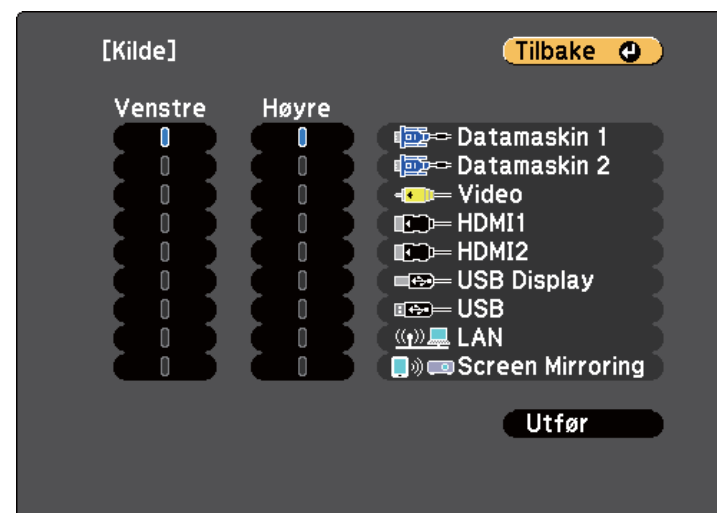 [Kilde]
Tilbake
Venstre Høyre
Datamaskin 1
Datamaskin 2
Video
HDMI1
HDMI2
USB Display
USB
LAN
Screen Mirroring
Utfør